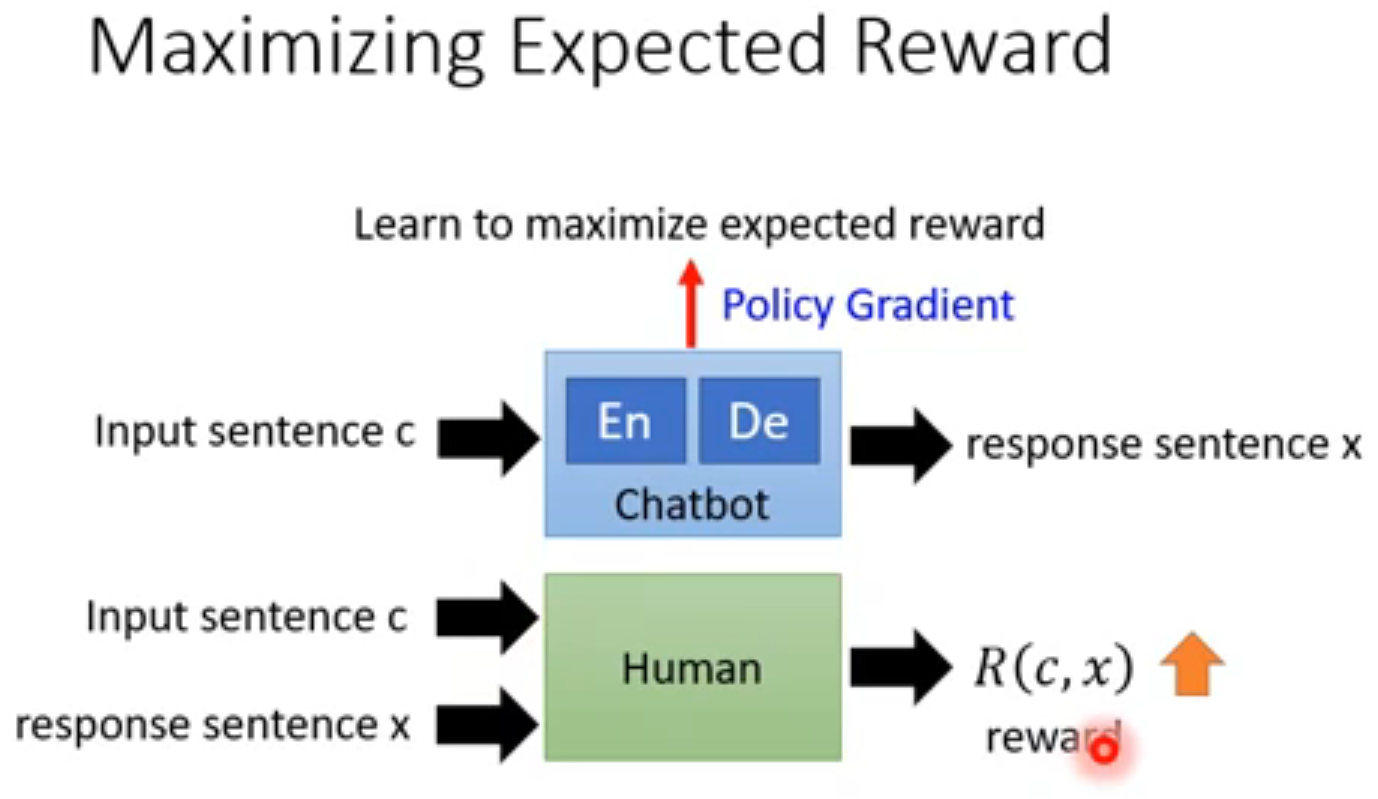 Maximizing Expected Reward
Learn to maximize expected reward
Policy Gradient
Input sentence c
En
De
Chatbot
response sentence x
Input sentence c
response sentence x
Human
R(c, x)
reward